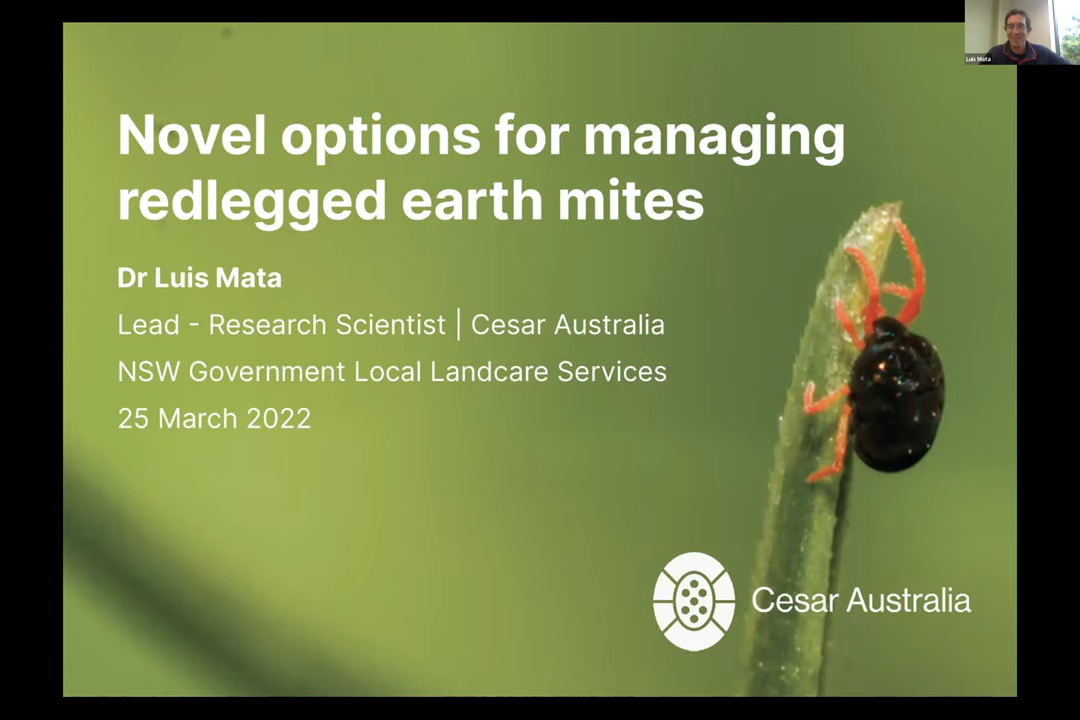 Luis Mata
Novel options for managing
redlegged earth mites
Dr Luis Mata
Lead - Research Scientist | Cesar Australia
NSW Government Local Landcare Services
25 March 2022
Cesar Australia